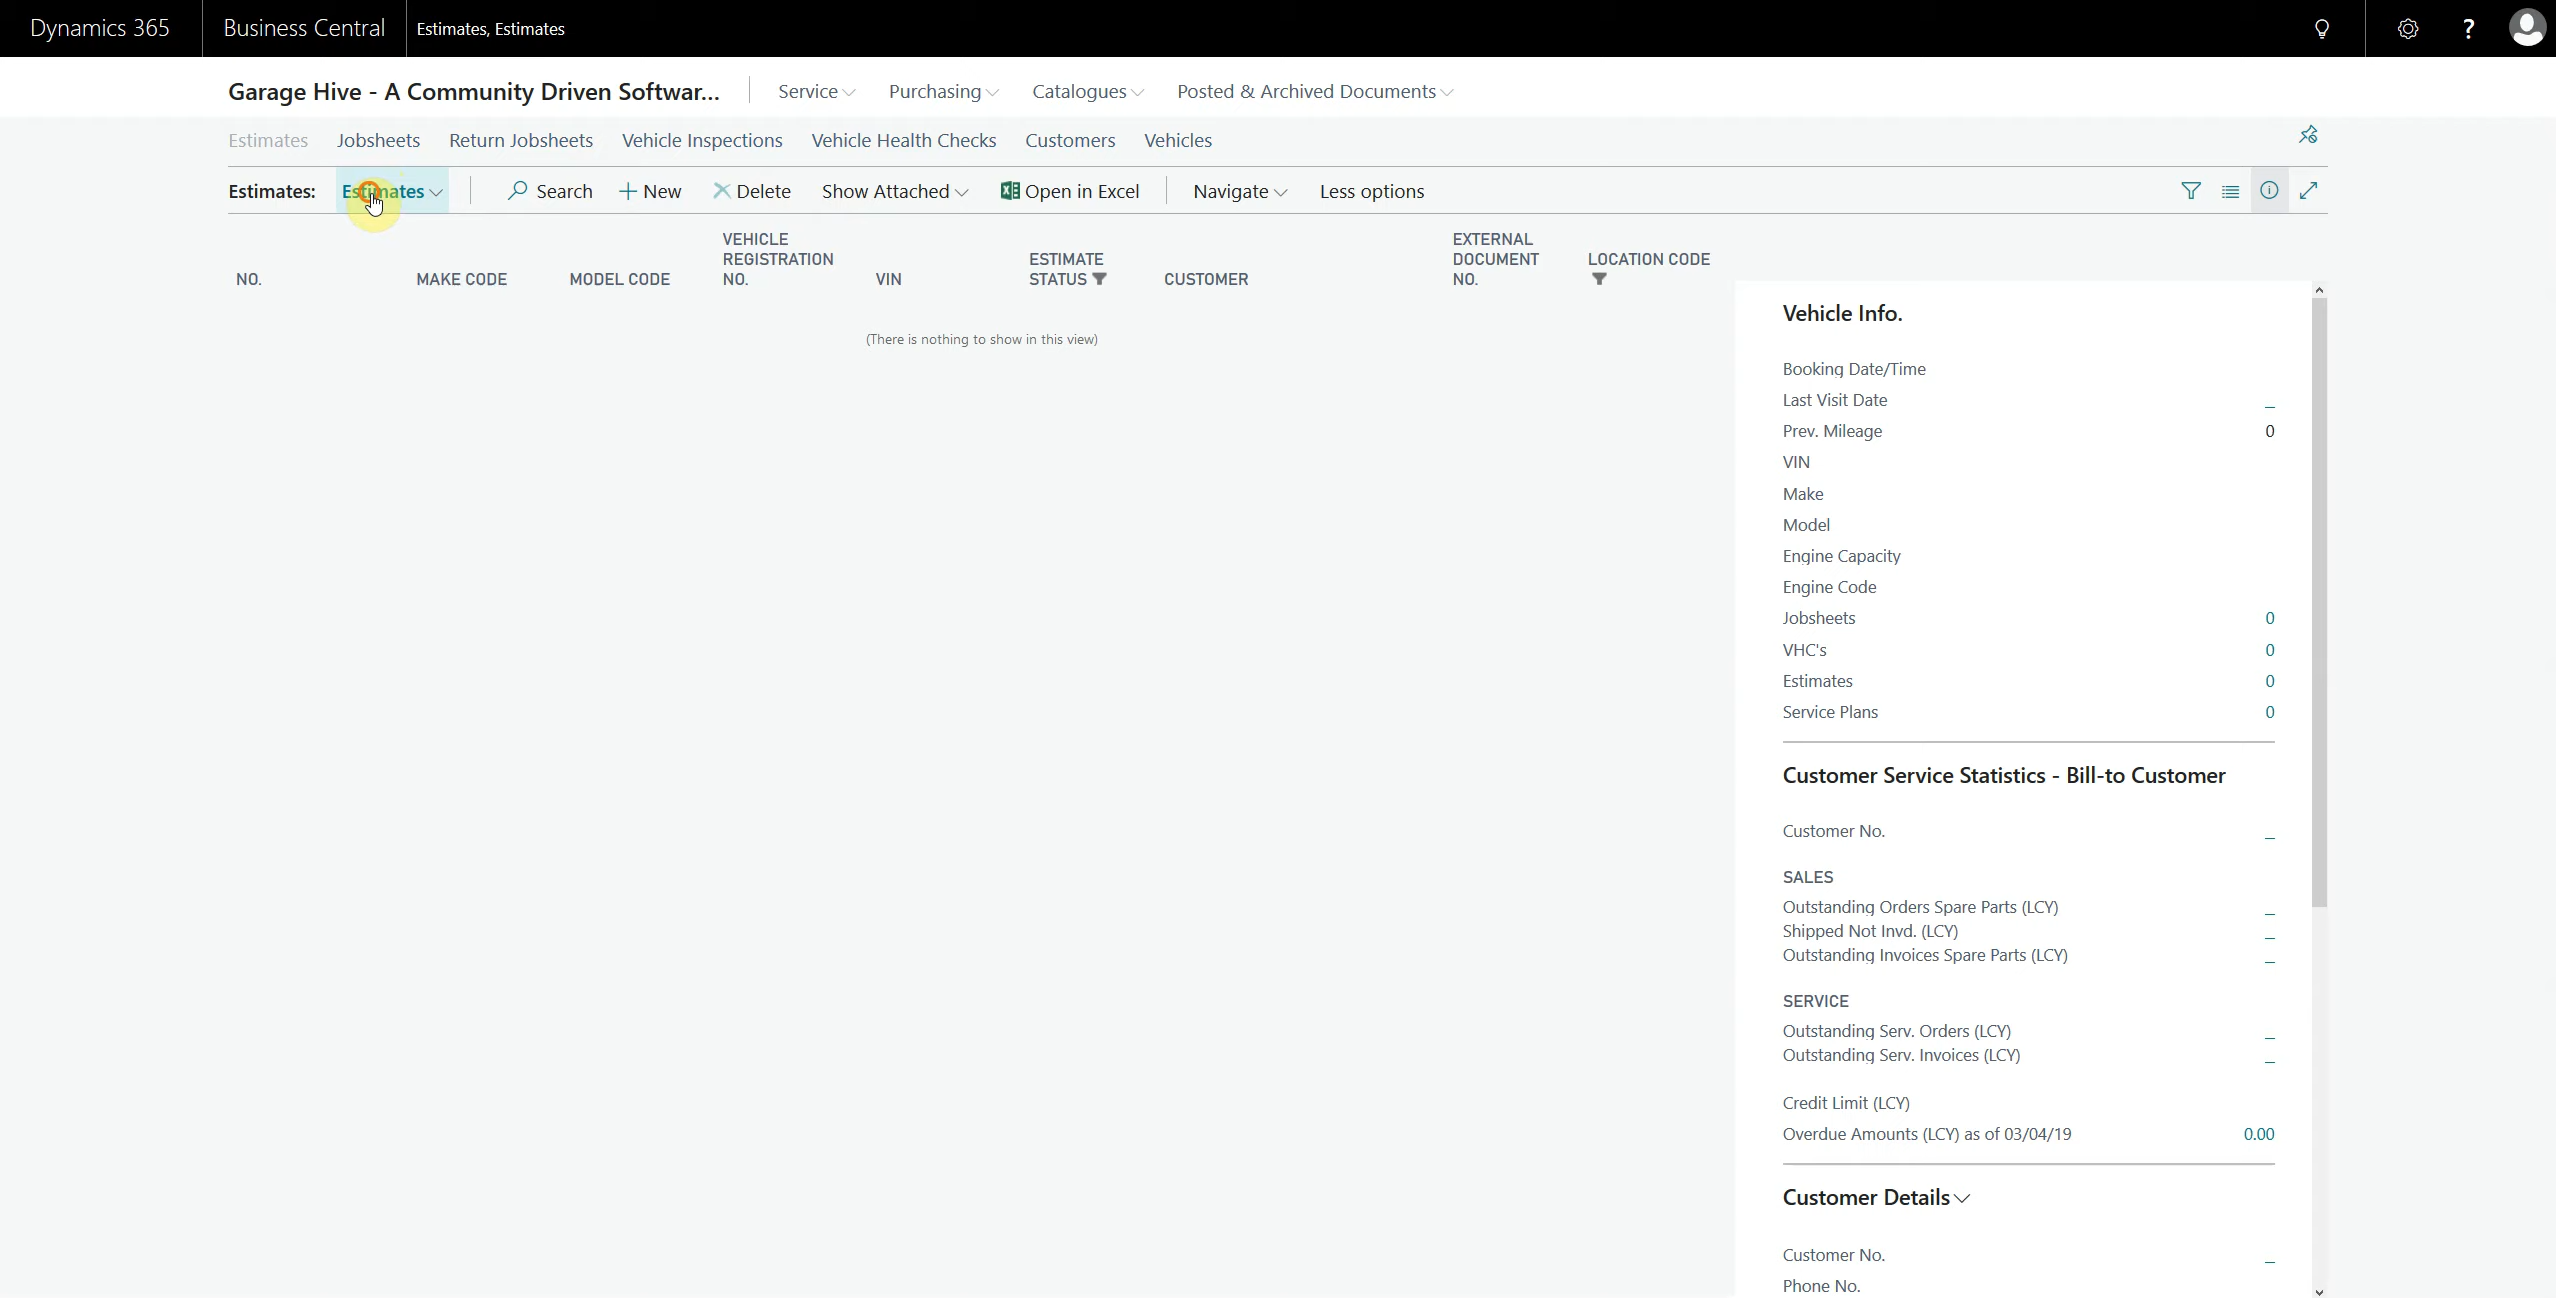 Dynamics 365 Business Central Estimates, Estimates ?
Garage Hive - A Community Driven Softwar... Service Purchasing Catalogues Posted & Archived Documents
Estimates Jobsheets Return Jobsheets Vehicle Inspections Vehicle Health Checks Customers Vehicles
Estimates: Estimates Search New Delete Show Attached Open in Excel Navigate Less options
NO.
MAKE CODE
MODEL CODE
VEHICLE
REGISTRATION
NO.
VIN
ESTIMATE
STATUS
CUSTOMER
EXTERNAL
DOCUMENT
NO.
LOCATION CODE
(There is nothing to show in this view)
Vehicle Info.
Booking Date/Time
Last Visit Date _
Prev. Mileage 0
VIN
Make
Model
Engine Capacity
Engine Code
Jobsheets 0
VHC's 0
Estimates 0
Service Plans 0
Customer Service Statistics - Bill-to Customer
Customer No. _
SALES
Outstanding Orders Spare Parts (LCY) _
Shipped Not Invd. (LCY) _
Outstanding Invoices Spare Parts (LCY) _
SERVICE
Outstanding Serv. Orders (LCY) _
Outstanding Serv. Invoices (LCY) _
Credit Limit (LCY)
Overdue Amounts (LCY) as of 03/04/19 0.00
Customer Details
Customer No. _
Phone No.